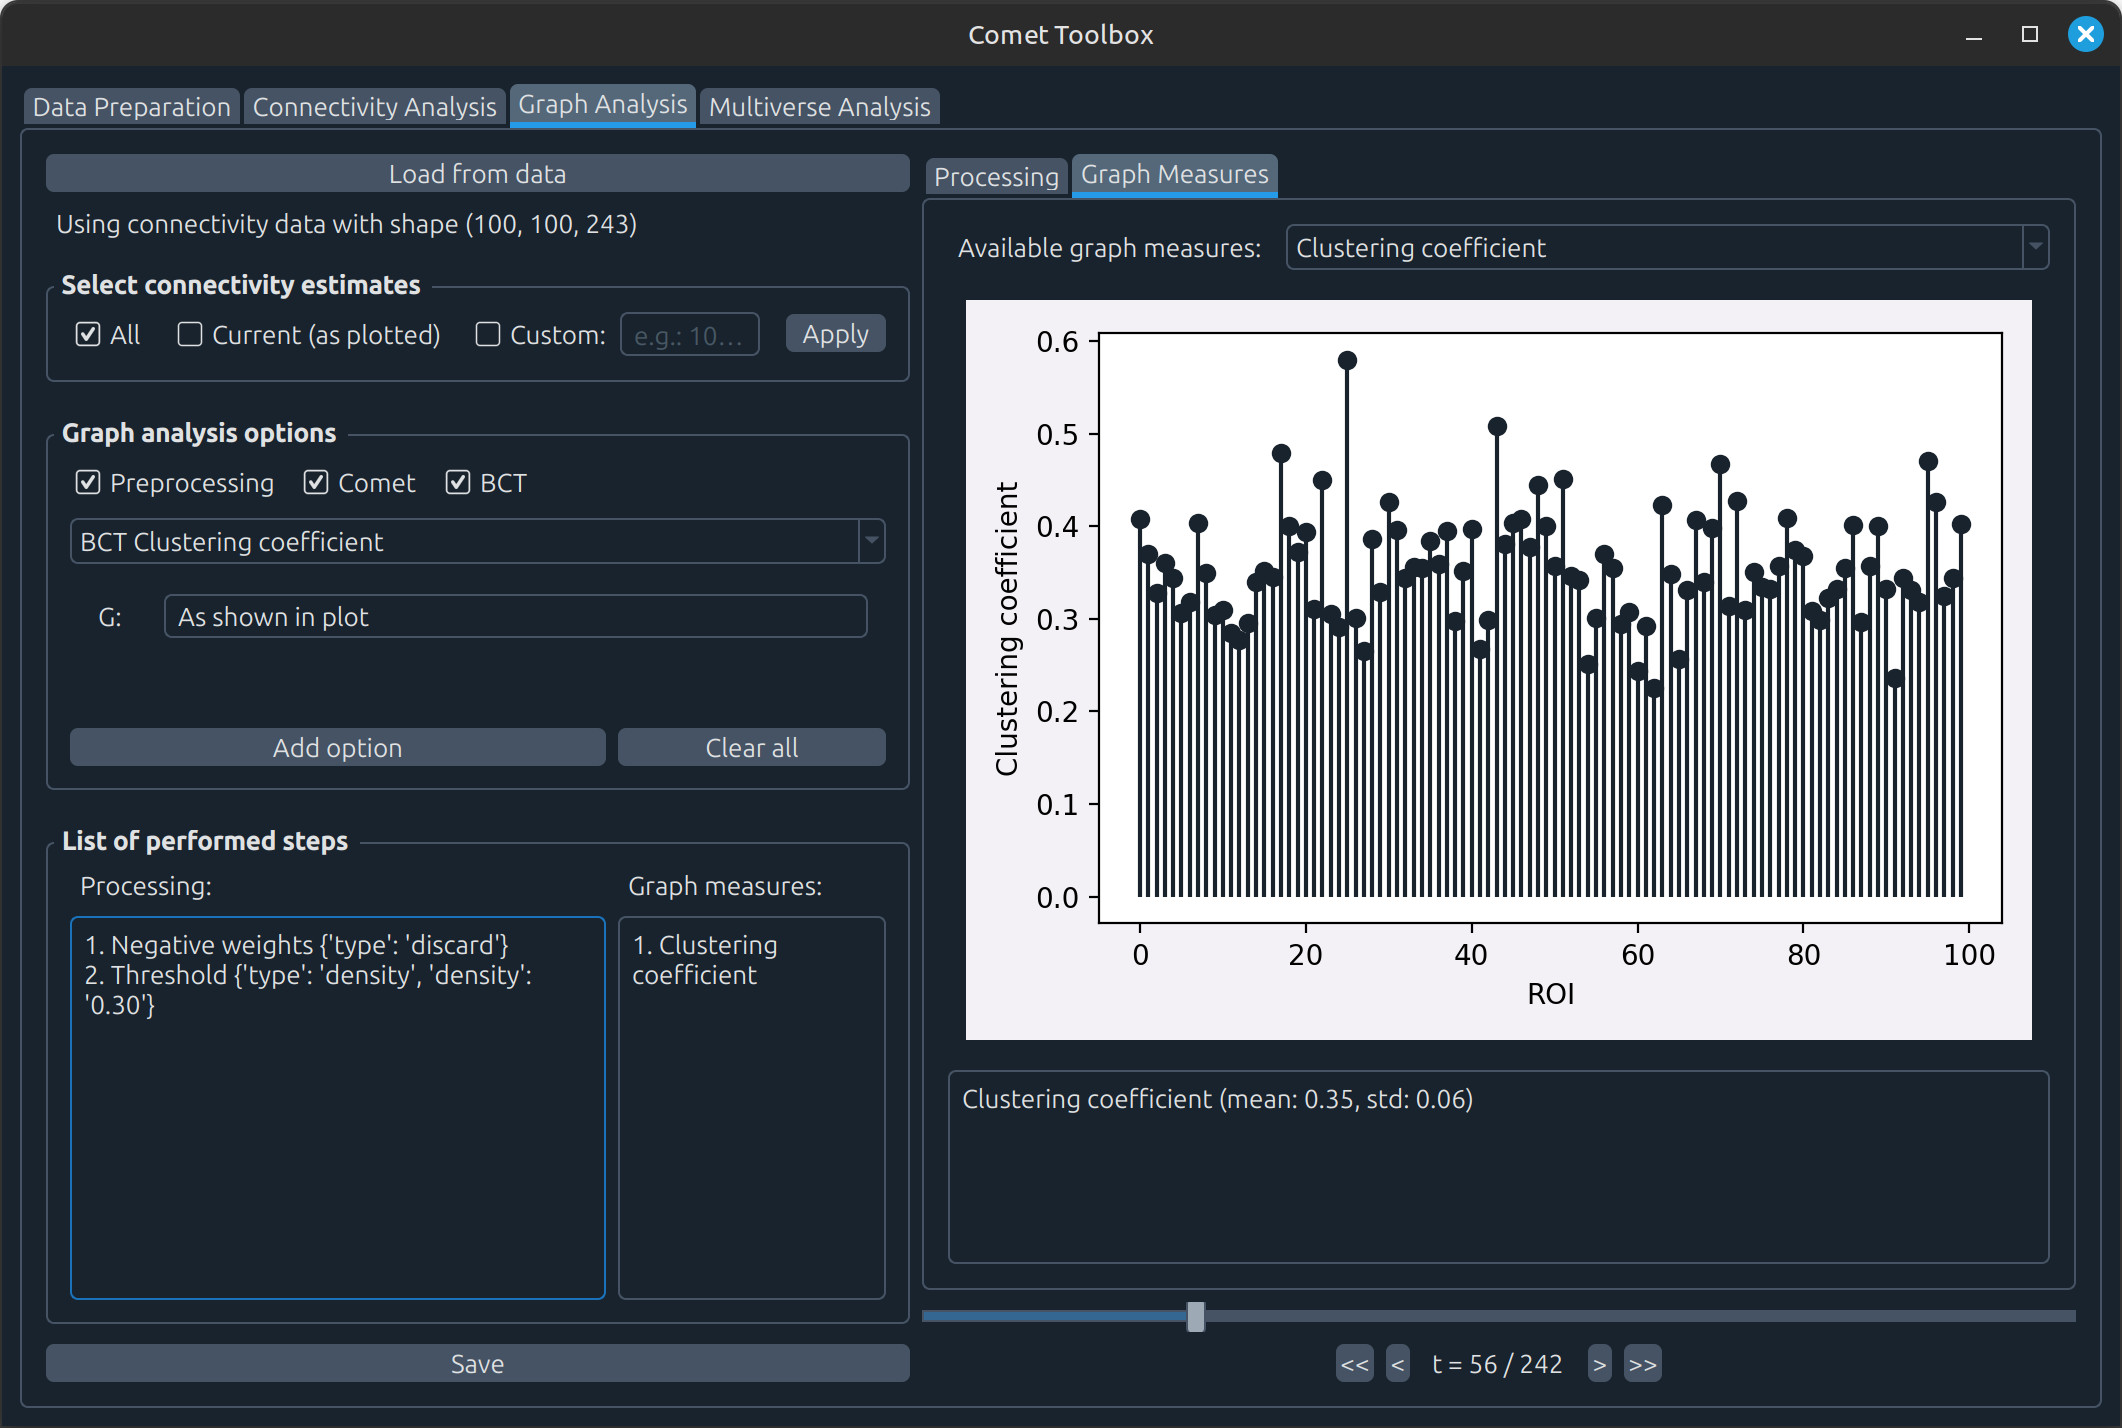 Comet Toolbox
Data Preparation
Connectivity Analysis
Graph Analysis
Multiverse Analysis
Load from data
Using connectivity data with shape (100, 100, 243)
Select connectivity estimates
All
Current (as plotted)
Custom:
e.g.: 10...
Apply
Graph analysis options
Preprocessing
Comet
BCT
BCT Clustering coefficient
G:
As shown in plot
Add option
Clear all
List of performed steps
Processing:
1. Negative weights {'type': 'discard'}
2. Threshold {'type': 'density', 'density':
'0.30'}
Graph measures:
1. Clustering
coefficient
Save
Processing
Graph Measures
Available graph measures:
Clustering coefficient
Clustering coefficient
0.6
0.5
0.4
0.3
0.2
0.1
0.0
0
20
40
60
80
100
ROI
Clustering coefficient (mean: 0.35, std: 0.06)
<<
<
t = 56 / 242
>
>>